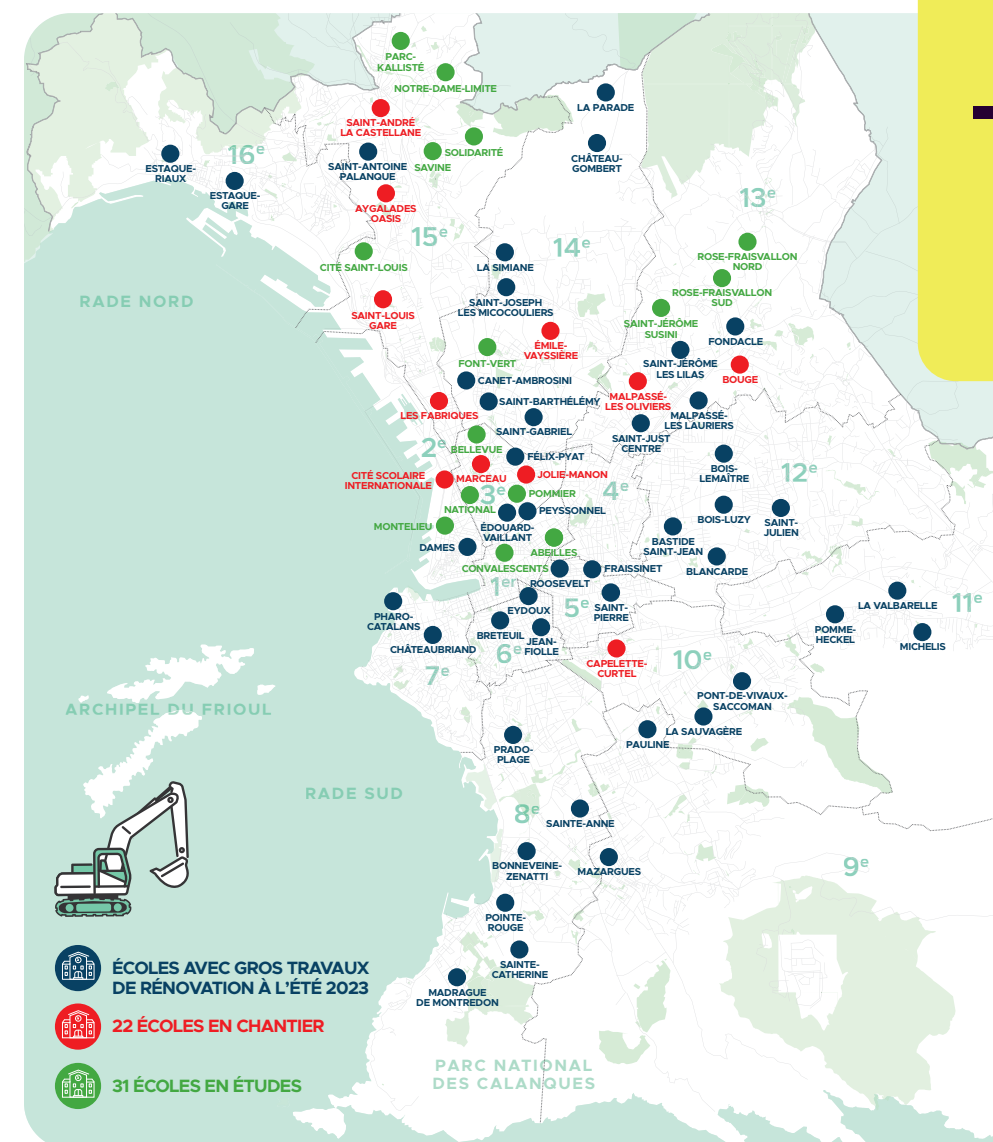 PARC-
KALLISTÉ
NOTRE-DAME-LIMITE
LA PARADE
SAINT-ANDRÉ
LA CASTELLANE
SOLIDARITÉ
SAVINE
CHÂTEAU-
GOMBERT
16e
ESTAQUE-
RIAUX
SAINT-ANTOINE
PALANQUE
ESTAQUE-
GARE
AYGALADES
OASIS
13e
15e
14e
ROSE-FRAISVALLON
NORD
CITÉ SAINT-LOUIS
LA SIMIANE
RADE NORD
ROSE-FRAISVALLON
SUD
SAINT-JOSEPH
LES MICOCOULIERS
SAINT-LOUIS
GARE
SAINT-JÉRÔME
SUSINI
FONDACLE
ÉMILE-
VAYSSIÈRE
FONT-VERT
SAINT-JÉRÔME
LES LILAS
BOUGE
CANET-AMBROSINI
MALPASSÉ-
LES OLIVIERS
SAINT-BARTHÉLÉMY
LES FABRIQUES
MALPASSÉ-
LES LAURIERS
SAINT-GABRIEL
SAINT-JUST
CENTRE
2e
BELLEVUE
FÉLIX-PYAT
BOIS-
LEMAÎTRE
12e
CITÉ SCOLAIRE
INTERNATIONALE
MARCEAU
JOLIE-MANON
3e
POMMIER
4e
NATIONAL
PEYSSONNEL
BOIS-LUZY
SAINT-
JULIEN
MONTELIEU
ÉDOUARD-
VAILLANT
DAMES
ABEILLES
BASTIDE
SAINT-JEAN
CONVALESCENTS
FRAISSINET
BLANCARDE
ROOSEVELT
1er
5e
EYDOUX
SAINT-
PIERRE
LA VALBARELLE
11e
PHARO-
CATALANS
BRETEUIL
JEAN-
FIOLLE
POMME-
HECKEL
MICHELIS
CHÂTEAUBRIAND
6e
7e
CAPELETTE-
CURTEL
10e
PONT-DE-VIVAUX-
SACCOMAN
ARCHIPEL DU FRIOUL
LA SAUVAGÈRE
PAULINE
PRADO-
PLAGE
RADE SUD
8e
SAINTE-ANNE
BONNEVEINE-
ZENATTI
MAZARGUES
9e
POINTE-
ROUGE
SAINTE-
CATHERINE
MADRAGUE
DE MONTREDON
ÉCOLES AVEC GROS TRAVAUX
DE RÉNOVATION À L'ÉTÉ 2023
22 ÉCOLES EN CHANTIER
31 ÉCOLES EN ÉTUDES
PARC NATIONAL
DES CALANQUES